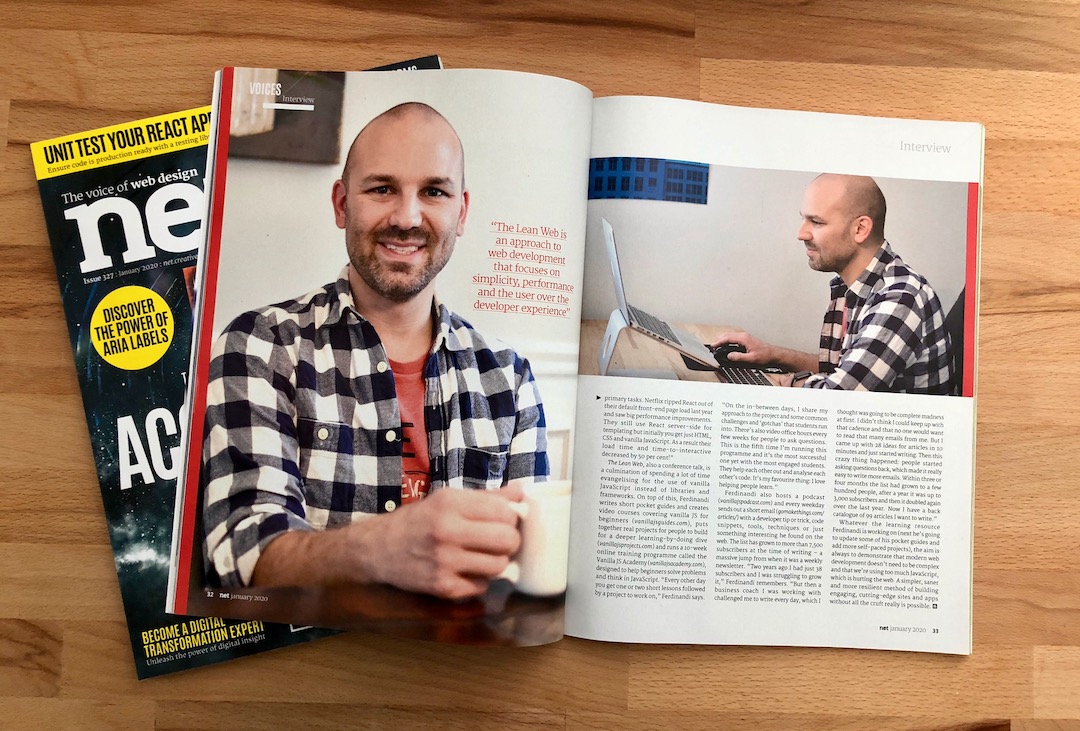 UNIT TEST YOUR REACT AP
Ensure code is production ready with a testing
The voice of web design
ne
Issue 327 : January 2020 : net.creative
DISCOVER
THE POWER OF
ARIA LABELS
AC
BECOME A DIGITAL
TRANSFORMATION EXPERT
Unleash the power of digital insight
VOICES
Interview
“The Lean Web is
an approach to
web development
that focuses on
simplicity, performance
and the user over the
developer experience”
32 net january 2020
Interview
primary tasks. Netflix ripped React out of
their default front-end page load last year
and saw big performance improvements.
They still use React server-side for
templating but initially you get just HTML,
CSS and vanilla JavaScript. As a result their
load time and time-to-interactive
decreased by 50 per cent!”
The Lean Web, also a conference talk, is
a culmination of spending a lot of time
evangelising for the use of vanilla
JavaScript instead of libraries and
frameworks. On top of this, Ferdinandi
writes short pocket guides and creates
video courses covering vanilla JS for
beginners (vanillajsguides.com), puts
together real projects for people to build
for a deeper learning-by-doing dive
(vanillajsprojects.com) and runs a 10-week
online training programme called the
Vanilla JS Academy (vanillajsacademy.com),
designed to help beginners solve problems
and think in JavaScript. “Every other day
you get one or two short lessons followed
by a project to work on,” Ferdinandi says.
“On the in-between days, I share my
approach to the project and some common
challenges and ‘gotchas’ that students run
into. There’s also video office hours every
few weeks for people to ask questions.
This is the fifth time I’m running this
programme and it’s the most successful
one yet with the most engaged students.
They help each other out and analyse each
other’s code. It’s my favourite thing: I love
helping people learn.”
Ferdinandi also hosts a podcast
(vanillajspodcast.com) and every weekday
sends out a short email (gomakethings.com/
articles/) with a developer tip or trick, code
snippets, tools, techniques or just
something interesting he found on the
web. The list has grown to more than 7,500
subscribers at the time of writing – a
massive jump from when it was a weekly
newsletter. “Two years ago I had just 38
subscribers and I was struggling to grow
it,” Ferdinandi remembers. “But then a
business coach I was working with
challenged me to write every day, which I
thought was going to be complete madness
at first. I didn’t think I could keep up with
that cadence and that no one would want
to read that many emails from me. But I
came up with 28 ideas for articles in 20
minutes and just started writing. Then this
crazy thing happened: people started
asking questions back, which made it really
easy to write more emails. Within three or
four months the list had grown to a few
hundred people, after a year it was up to
3,000 subscribers and then it doubled again
over the last year. Now I have a back
catalogue of 99 articles I want to write.”
Whatever the learning resource
Ferdinandi is working on (next he’s going
to update some of his pocket guides and
add more self- paced projects), the aim is
always to demonstrate that modern web
development doesn’t need to be complex
and that we’re using too much JavaScript,
which is hurting the web. A simpler, saner
and more resilient method of building
engaging, cutting-edge sites and apps
without all the cruft really is possible.
net january 2020 33